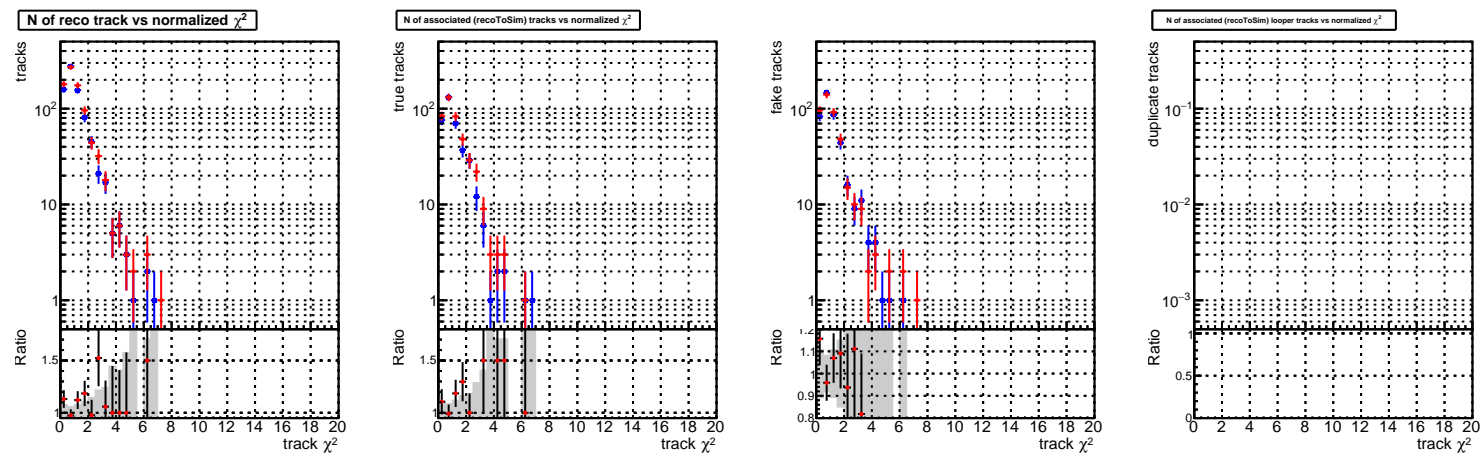 N of reco track vs normalized χ²
tracks
10²
10
1
Ratio
1.5
1
0 2 4 6 8 10 12 14 16 18 20
track χ²
N of associated (recoToSim) tracks vs normalized χ²
true tracks
10²
10
1
Ratio
1.5
1
0 2 4 6 8 10 12 14 16 18 20
track χ²
fake tracks
10²
10
1
Ratio
1.2
1.1
1
0.9
0.8
0 2 4 6 8 10 12 14 16 18 20
track χ²
N of associated (recoToSim) looper tracks vs normalized χ²
duplicate tracks
10⁻¹
10⁻²
10⁻³
Ratio
1
0.5
0
0 2 4 6 8 10 12 14 16 18 20
track χ²